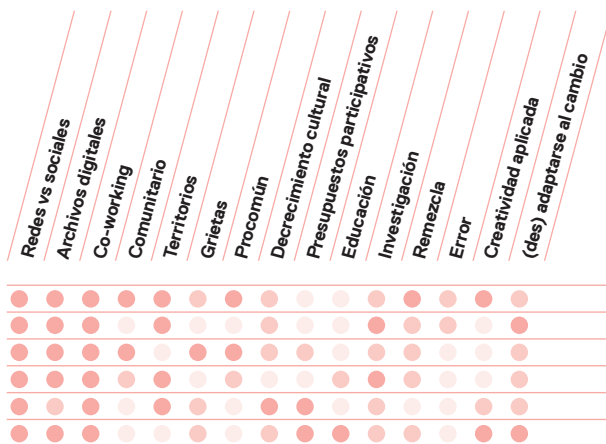 Redes vs sociales
Archivos digitales
Co-working
Comunitario
Territorios
Grietas
Procomún
Decrecimiento cultural
Presupuestos participativos
Educación
Investigación
Remezcla
Error
Creatividad aplicada
(des) adaptarse al cambio